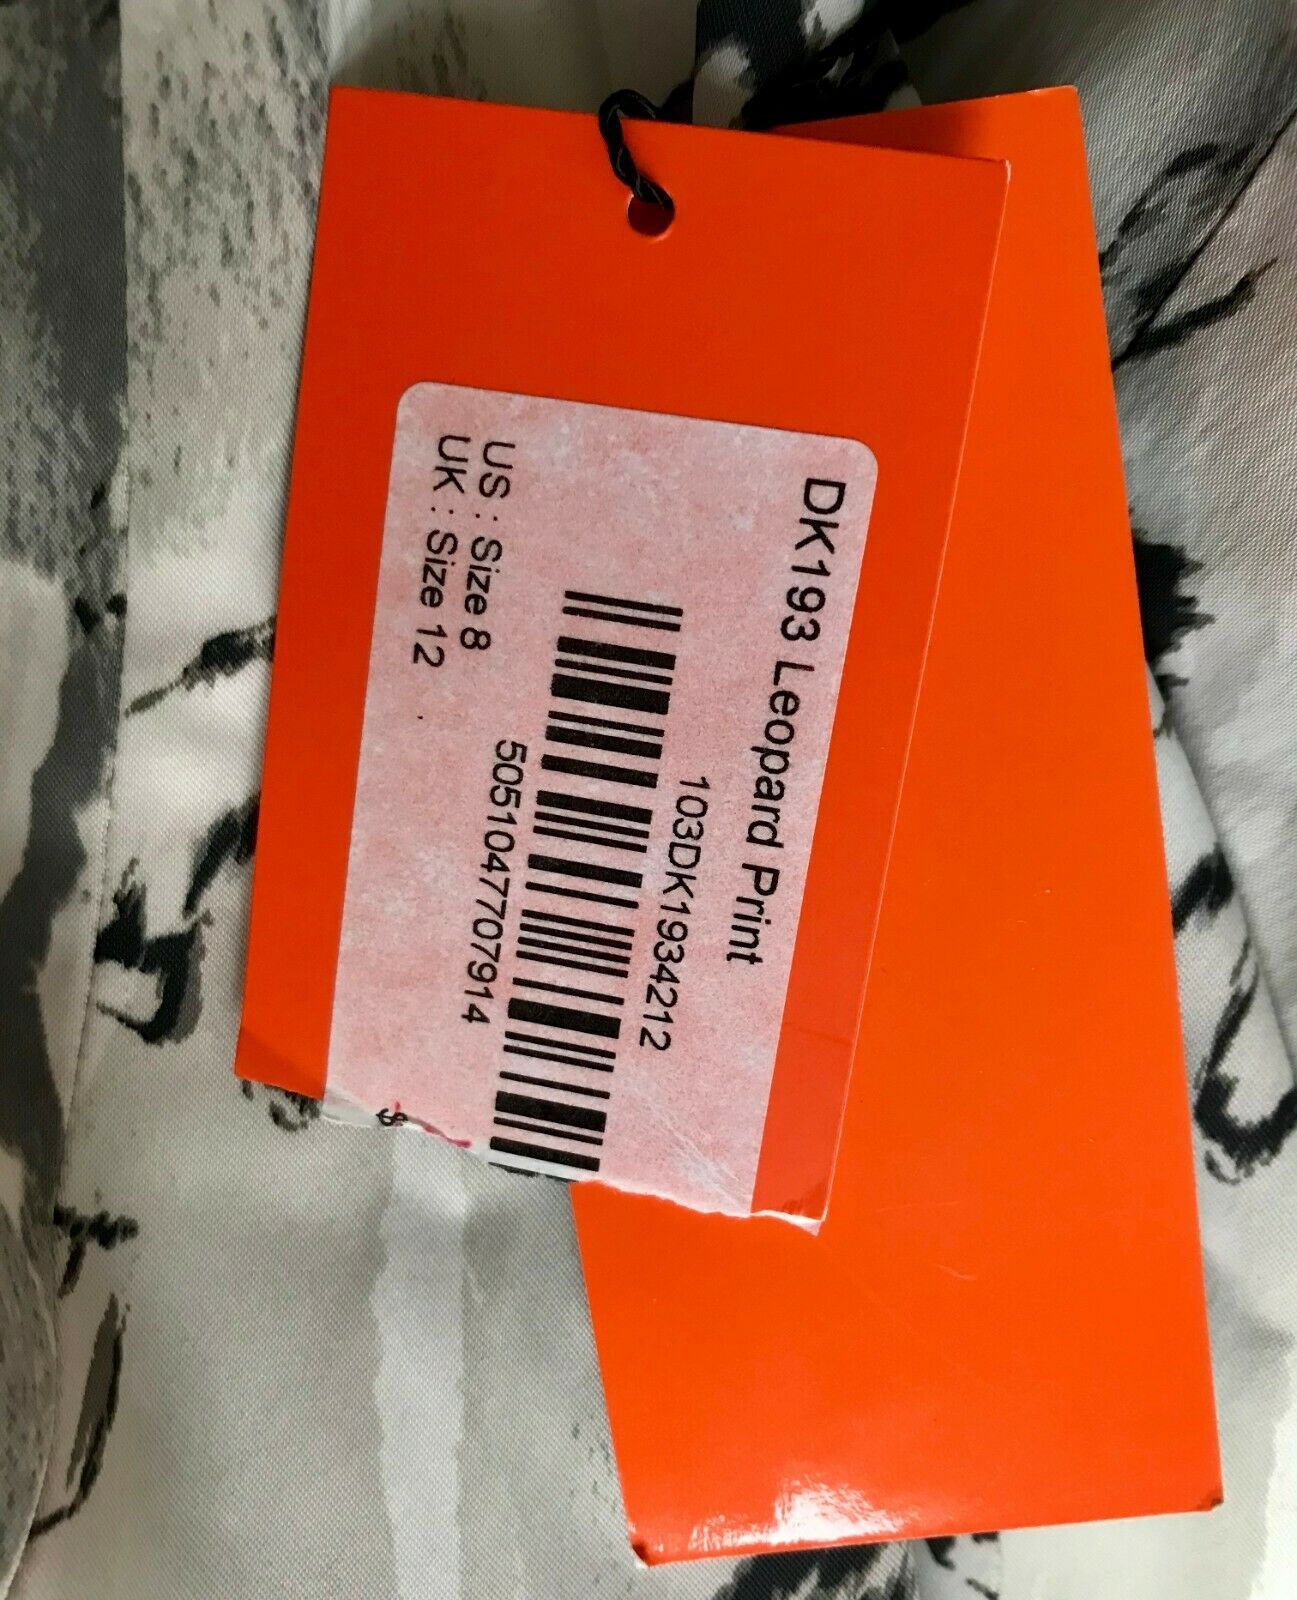 DK193 Leopard Print
103DK1934212
5051047707914
US : Size 8
UK : Size 12
$